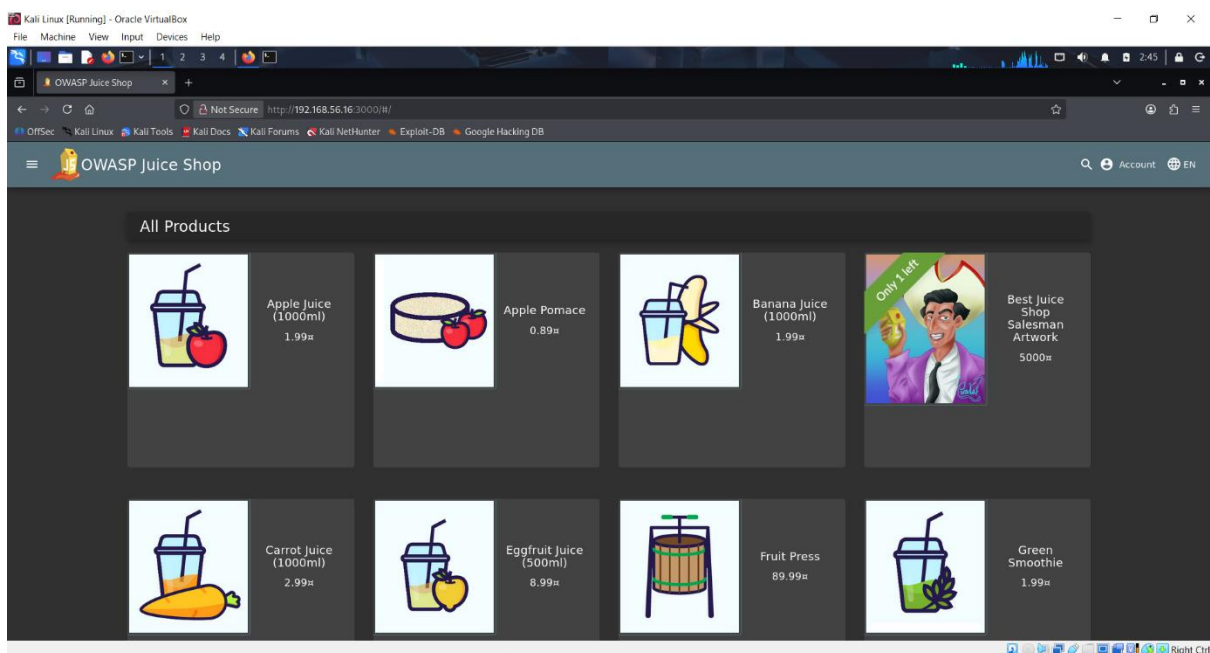 Kali Linux [Running] - Oracle VirtualBox
File Machine View Input Devices Help
1 2 3 4
2:45
OWASP Juice Shop
Not Secure http://192.168.56.16:3000/#/
OffSec Kali Linux Kali Tools Kali Docs Kali Forums Kali NetHunter Exploit-DB Google Hacking DB
JS
OWASP Juice Shop
Account EN
All Products
Apple Juice
(1000ml)
1.99¤
Apple Pomace
0.89¤
Banana Juice
(1000ml)
1.99¤
Only 1 left
Best Juice
Shop
Salesman
Artwork
5000¤
Carrot Juice
(1000ml)
2.99¤
Eggfruit Juice
(500ml)
8.99¤
Fruit Press
89.99¤
Green
Smoothie
1.99¤
Right Ctrl